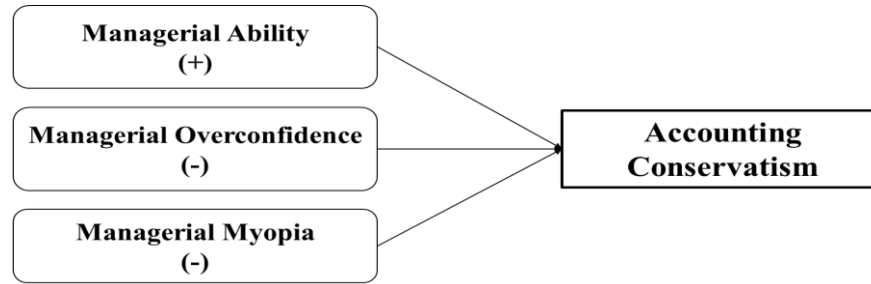 Managerial Ability
(+)
Managerial Overconfidence
(-)
Managerial Myopia
(-)
Accounting
Conservatism